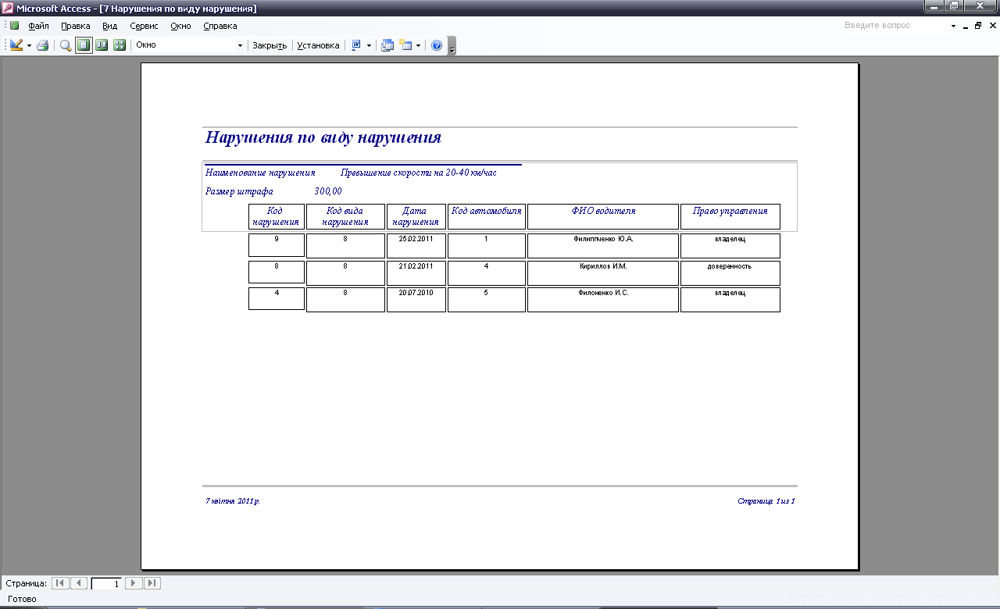 Microsoft Access - [7 Нарушения по виду нарушения]
Файл Правка Вид Сервис Окно Справка Введите вопрос
Окно Закрыть Установка
Нарушения по виду нарушения
Наименование нарушения Превышение скорости на 20-40 км/час
Размер штрафа 300,00
Код нарушения Код вида нарушения Дата нарушения Код автомобиля ФИО водителя Право управления
9 8 25.02.2011 1 Филиппченко Ю.А. владелец
8 8 21.02.2011 4 Кириллов И.М. доверенность
4 8 20.07.2010 5 Филоненко И.С. владелец
7 квітня 2011 р. Страница 1 из 1
Страница: 1
Готово